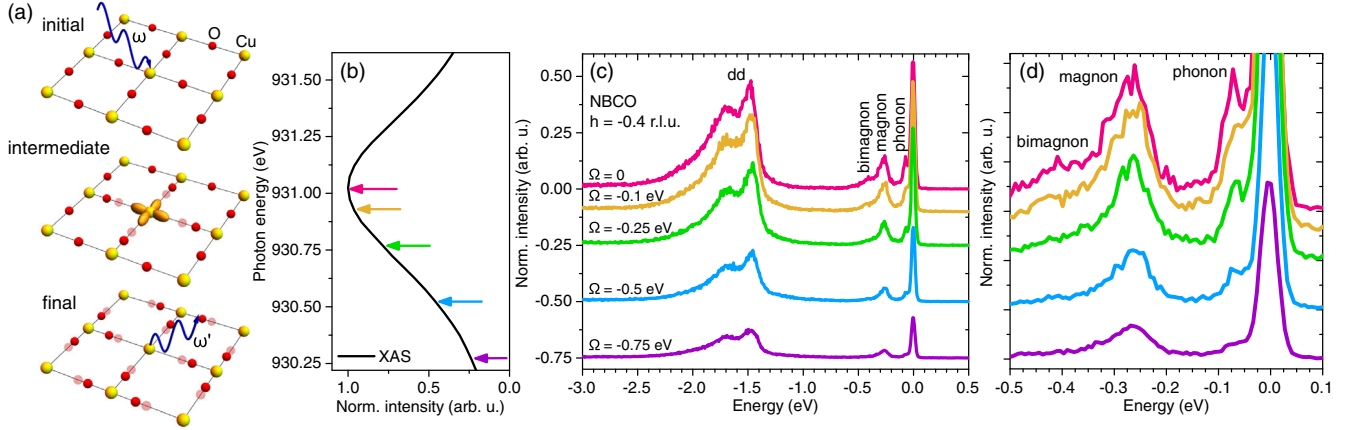 (a)
initial
ω
O
Cu
intermediate
final
ω'
(b)
Photon energy (eV)
931.50
931.25
931.00
930.75
930.50
930.25
XAS
1.0
0.5
0.0
Norm. intensity (arb. u.)
(c)
Norm. intensity (arb. u.)
0.50
0.25
0.00
-0.25
-0.50
-0.75
NBCO
h = -0.4 r.l.u.
dd
bimagnon
magnon
phonon
Ω = 0
Ω = -0.1 eV
Ω = -0.25 eV
Ω = -0.5 eV
Ω = -0.75 eV
-3.0
-2.5
-2.0
-1.5
-1.0
-0.5
0.0
0.5
Energy (eV)
(d)
Norm. intensity (arb. u.)
magnon
phonon
bimagnon
-0.5
-0.4
-0.3
-0.2
-0.1
0.0
0.1
Energy (eV)